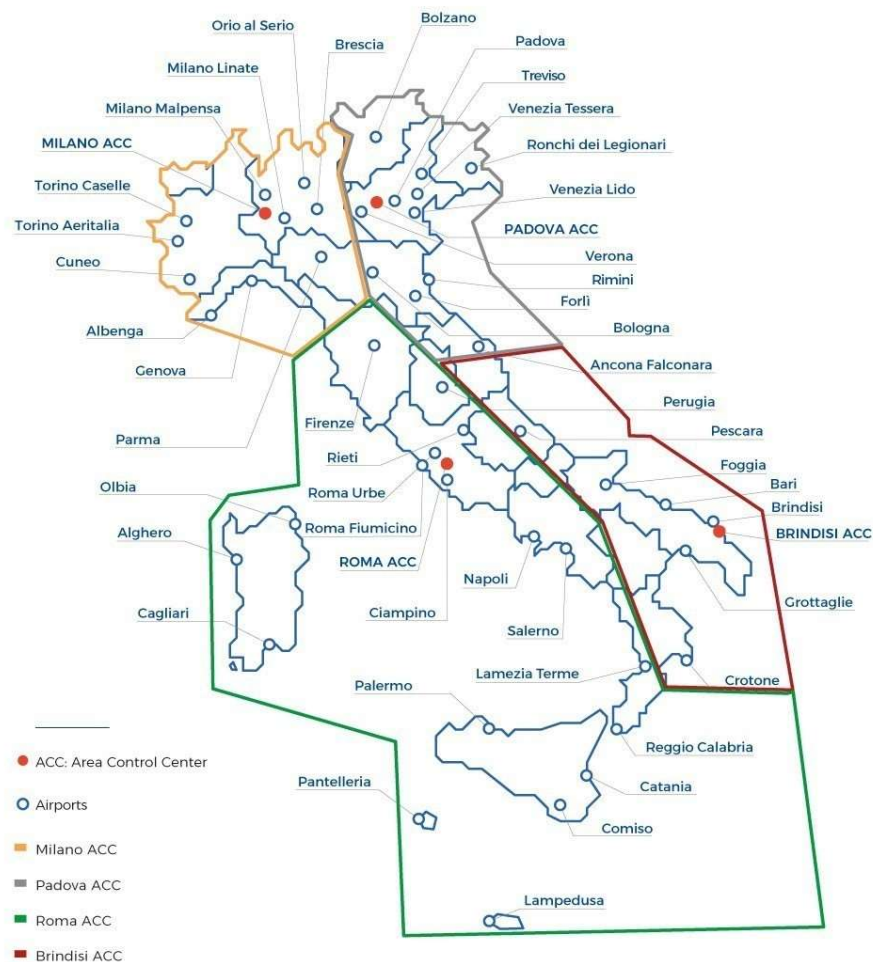 Orio al Serio
Bolzano
Brescia
Padova
Milano Linate
Treviso
Milano Malpensa
Venezia Tessera
MILANO ACC
Ronchi dei Legionari
Torino Caselle
Venezia Lido
Torino Aeritalia
PADOVA ACC
Cuneo
Verona
Rimini
Forlì
Albenga
Bologna
Genova
Ancona Falconara
Perugia
Parma
Firenze
Pescara
Rieti
Foggia
Olbia
Roma Urbe
Bari
Roma Fiumicino
Brindisi
Alghero
ROMA ACC
BRINDISI ACC
Napoli
Grottaglie
Cagliari
Ciampino
Salerno
Lamezia Terme
Crotone
Palermo
Reggio Calabria
ACC: Area Control Center
Pantelleria
Catania
Airports
Comiso
Milano ACC
Padova ACC
Lampedusa
Roma ACC
Brindisi ACC